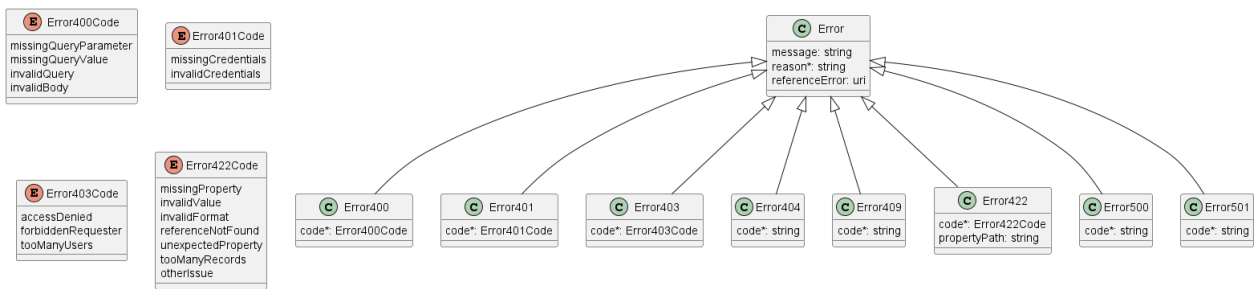 E Error400Code
missingQueryParameter
missingQueryValue
invalidQuery
invalidBody
E Error401Code
missingCredentials
invalidCredentials
C Error
message: string
reason*: string
referenceError: uri
E Error403Code
accessDenied
forbiddenRequester
tooManyUsers
E Error422Code
missingProperty
invalidValue
invalidFormat
referenceNotFound
unexpectedProperty
tooManyRecords
otherIssue
C Error400
code*: Error400Code
C Error401
code*: Error401Code
C Error403
code*: Error403Code
C Error404
code*: string
C Error409
code*: string
C Error422
code*: Error422Code
propertyPath: string
C Error500
code*: string
C Error501
code*: string